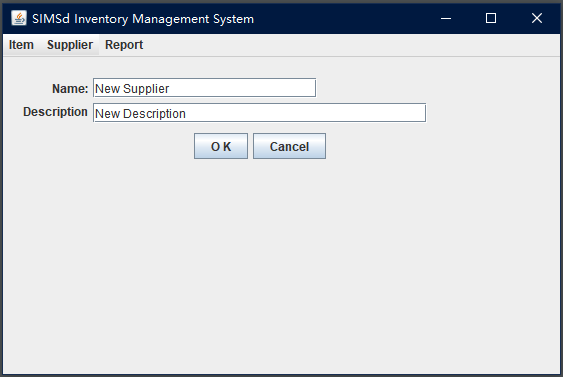 SIMSd Inventory Management System
Item Supplier Report
Name: New Supplier
Description New Description
O K Cancel